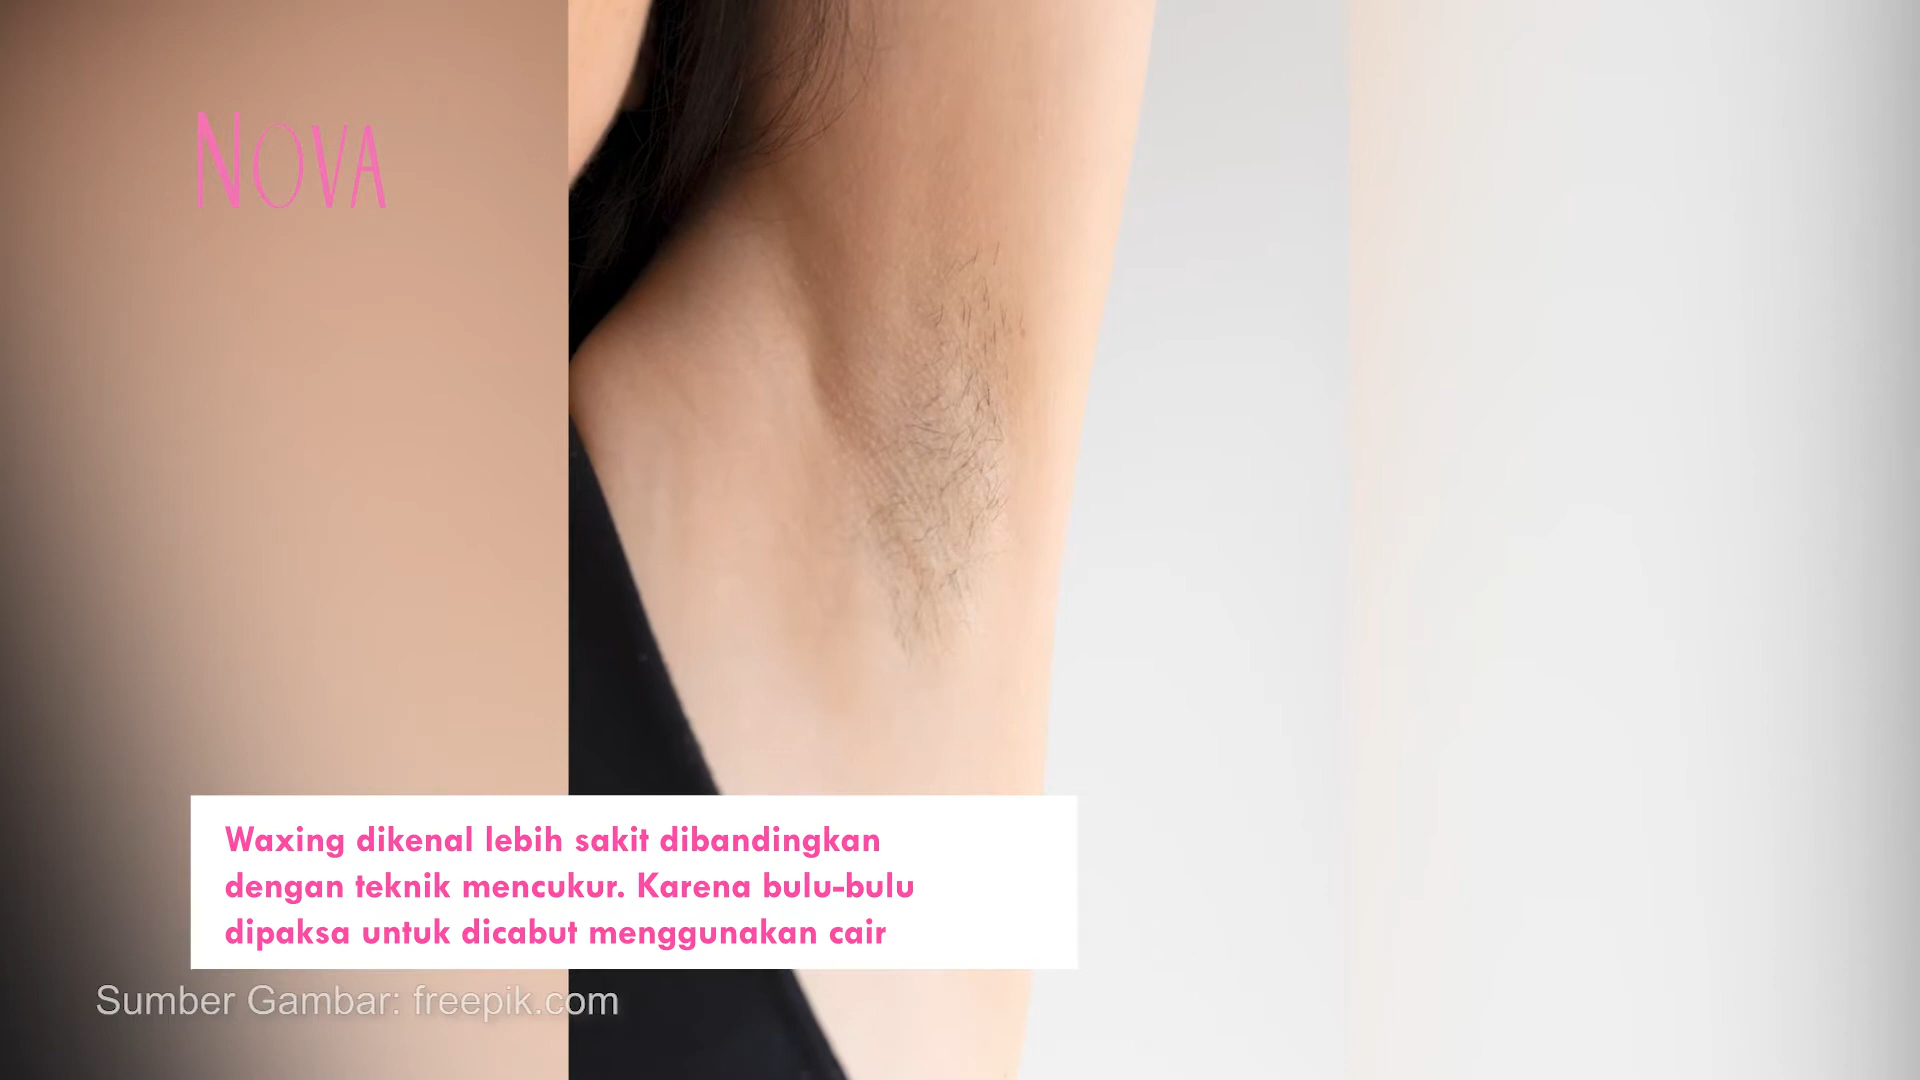 NOVA
Waxing dikenal lebih sakit dibandingkan
dengan teknik mencukur. Karena bulu-bulu
dipaksa untuk dicabut menggunakan cair
Sumber Gambar: freepik.com